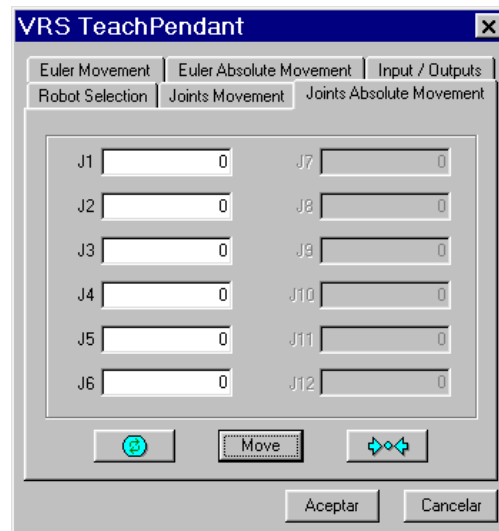 VRS TeachPendant
Euler Movement Euler Absolute Movement Input / Outputs
Robot Selection Joints Movement Joints Absolute Movement
J1 0 J7 0
J2 0 J8 0
J3 0 J9 0
J4 0 J10 0
J5 0 J11 0
J6 0 J12 0
Move
Aceptar Cancelar